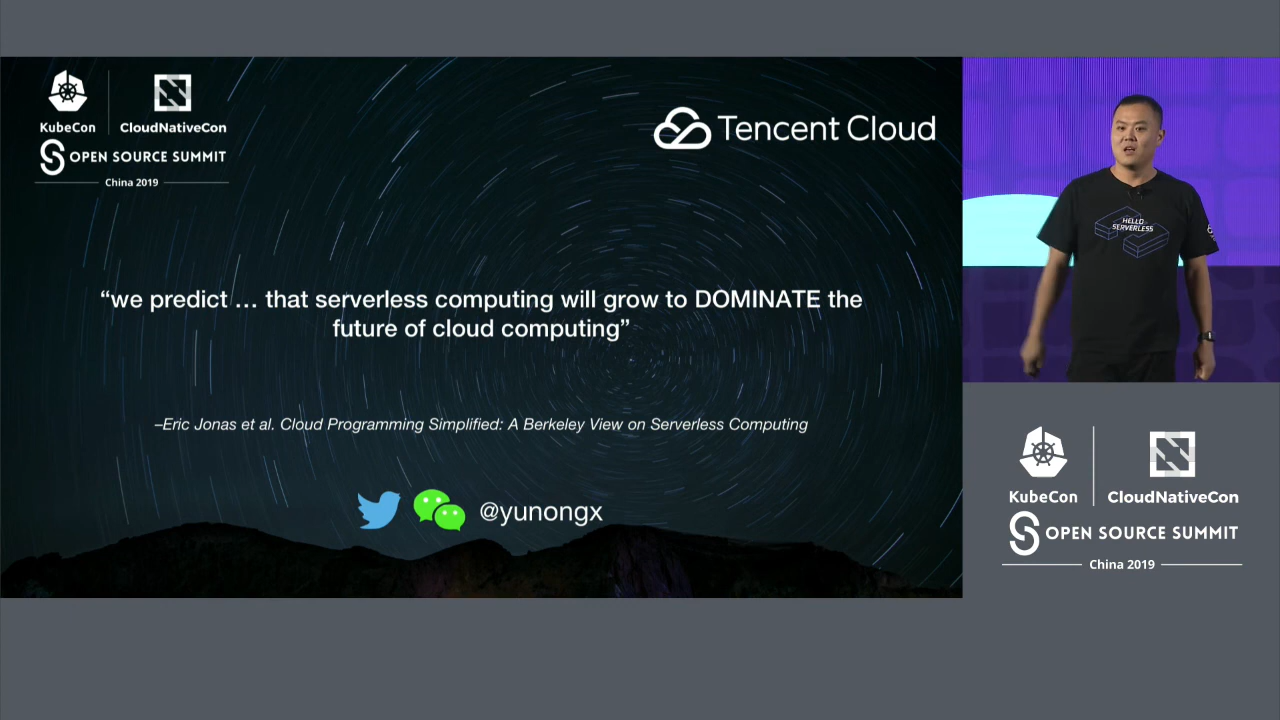 KubeCon
CloudNativeCon
OPEN SOURCE SUMMIT
China 2019
Tencent Cloud
“we predict … that serverless computing will grow to DOMINATE the
future of cloud computing”
–Eric Jonas et al. Cloud Programming Simplified: A Berkeley View on Serverless Computing
@yunongx
HELLO
SERVERLESS
KubeCon
CloudNativeCon
OPEN SOURCE SUMMIT
China 2019